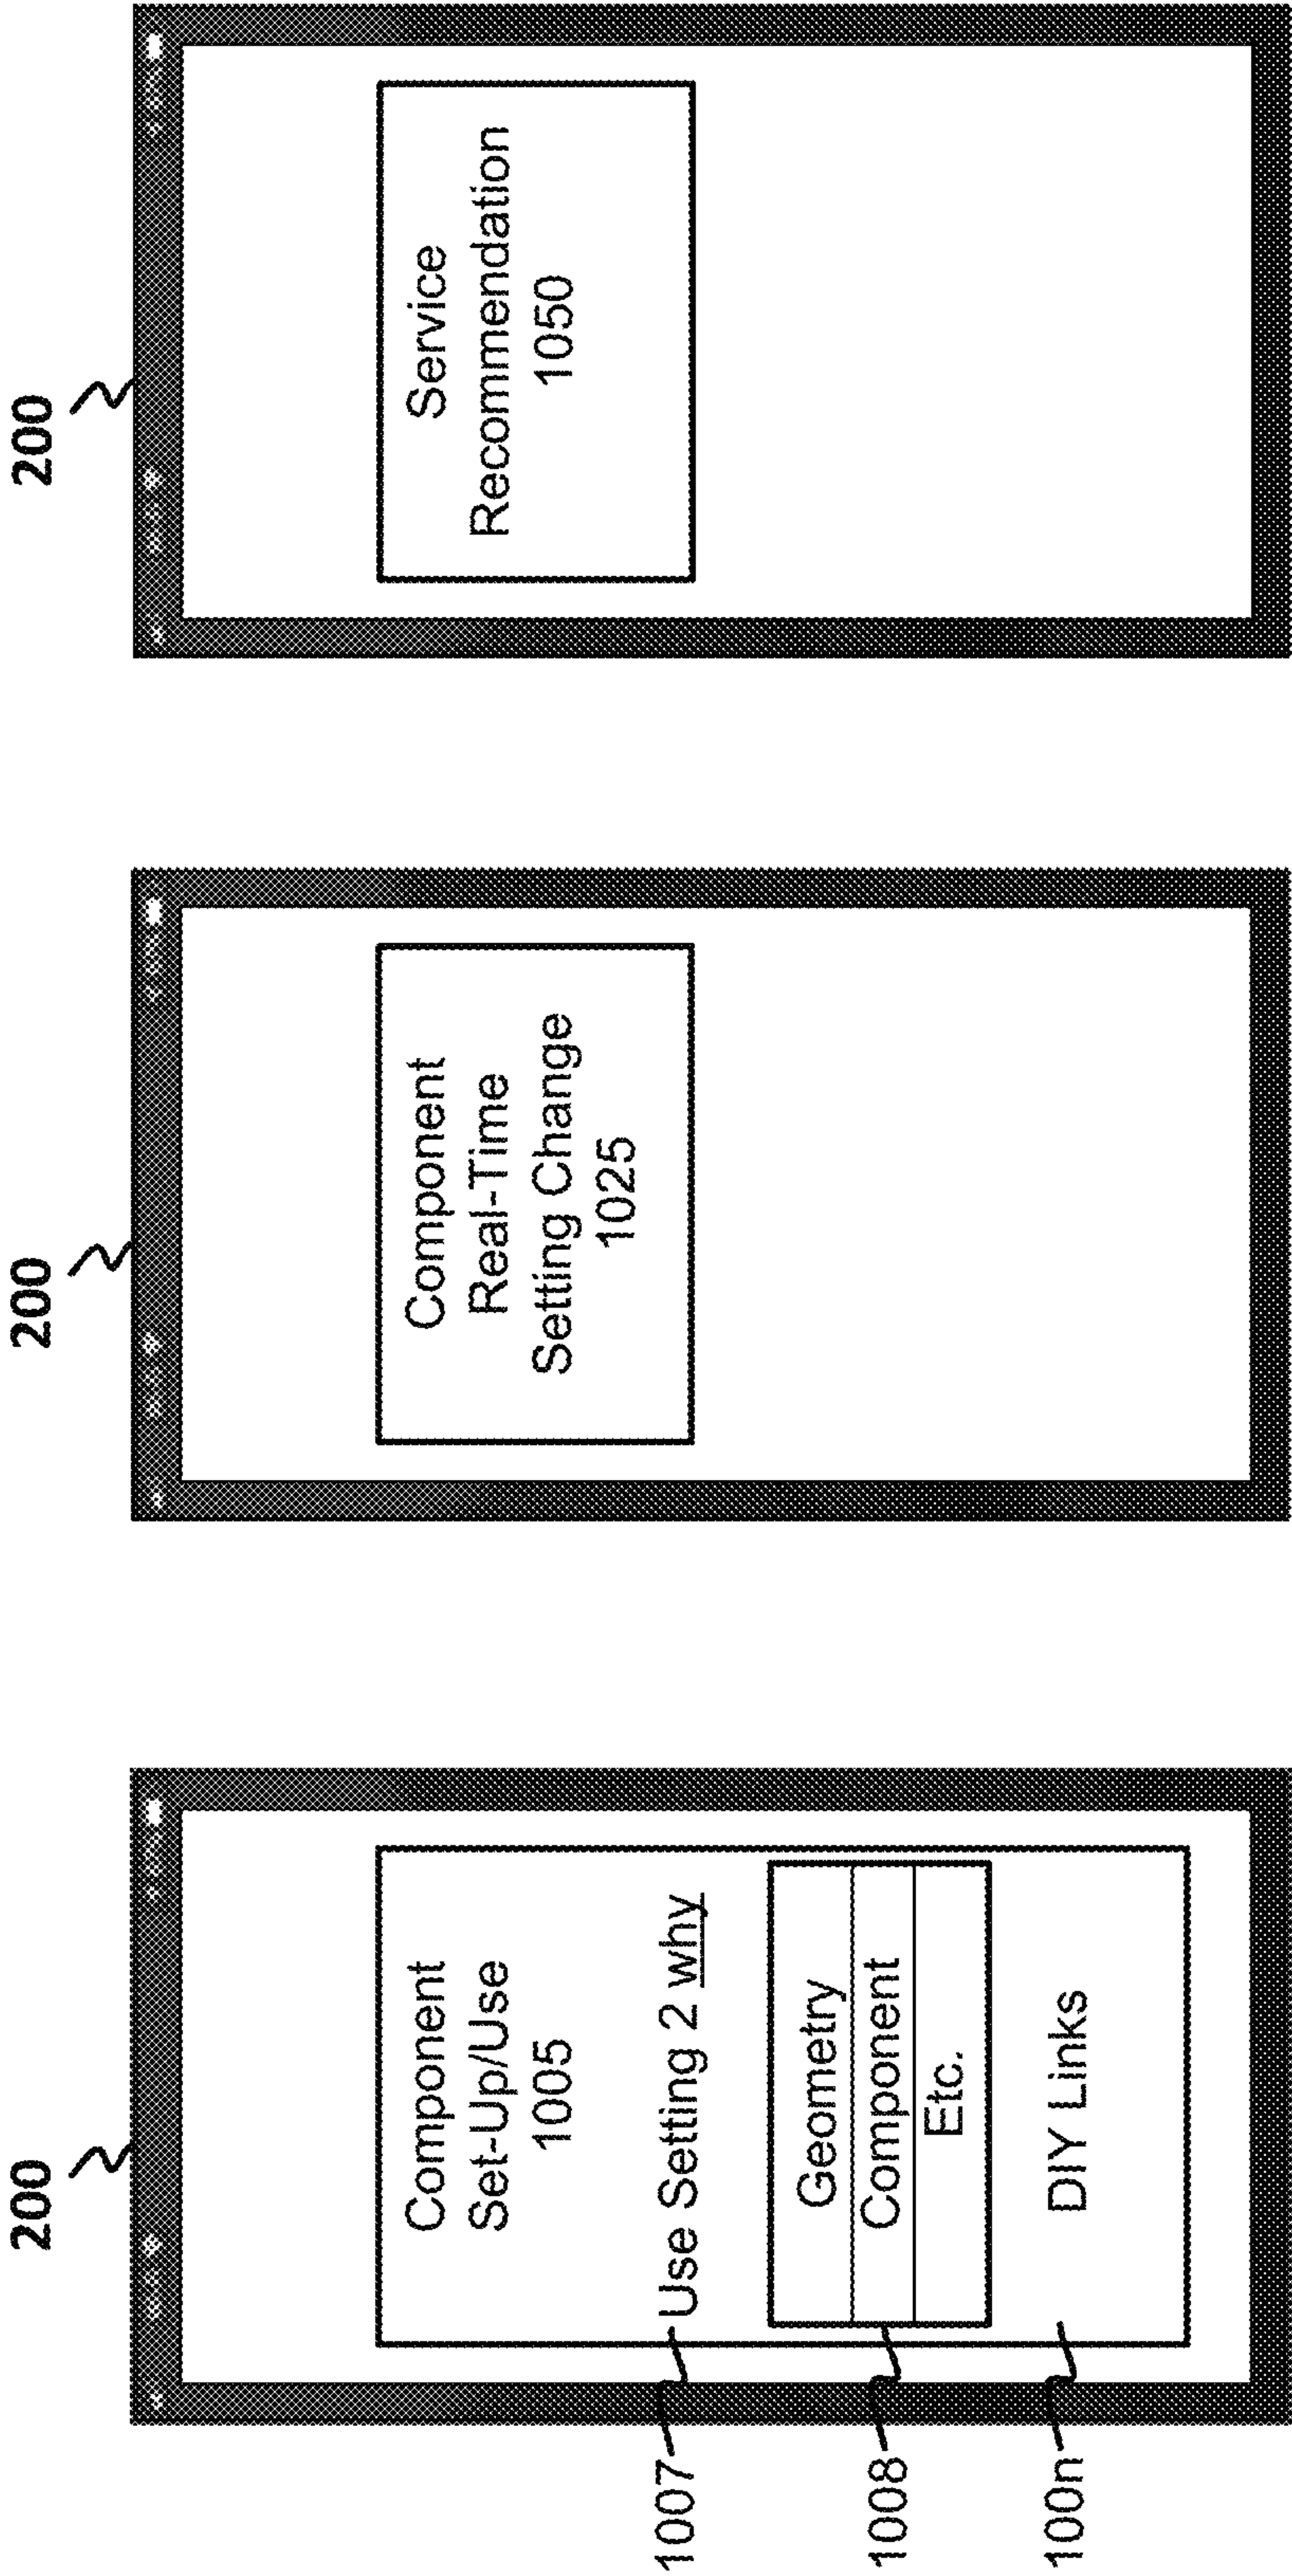 200
Component
Set-Up/Use
1005
1007
Use Setting 2 why
1008
Geometry
Component
Etc.
100n
DIY Links
200
Component
Real-Time
Setting Change
1025
200
Service
Recommendation
1050